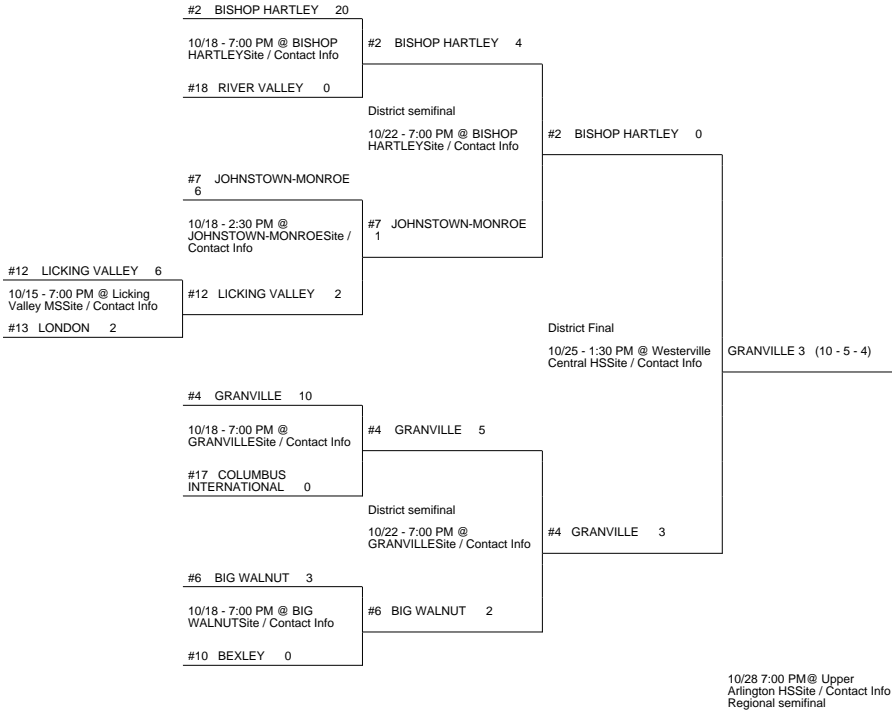 #2 BISHOP HARTLEY 20
10/18 - 7:00 PM @ BISHOP
HARTLEYSite / Contact Info
#18 RIVER VALLEY 0
#2 BISHOP HARTLEY 4
District semifinal
10/22 - 7:00 PM @ BISHOP
HARTLEYSite / Contact Info
#2 BISHOP HARTLEY 0
#7 JOHNSTOWN-MONROE
6
10/18 - 2:30 PM @
JOHNSTOWN-MONROESite /
Contact Info
#7 JOHNSTOWN-MONROE
1
#12 LICKING VALLEY 6
10/15 - 7:00 PM @ Licking
Valley MSSite / Contact Info
#13 LONDON 2
#12 LICKING VALLEY 2
District Final
10/25 - 1:30 PM @ Westerville
Central HSSite / Contact Info
GRANVILLE 3 (10 - 5 - 4)
#4 GRANVILLE 10
10/18 - 7:00 PM @
GRANVILLESite / Contact Info
#17 COLUMBUS
INTERNATIONAL 0
#4 GRANVILLE 5
District semifinal
10/22 - 7:00 PM @
GRANVILLESite / Contact Info
#4 GRANVILLE 3
#6 BIG WALNUT 3
10/18 - 7:00 PM @ BIG
WALNUTSite / Contact Info
#10 BEXLEY 0
#6 BIG WALNUT 2
10/28 7:00 PM@ Upper
Arlington HSSite / Contact Info
Regional semifinal